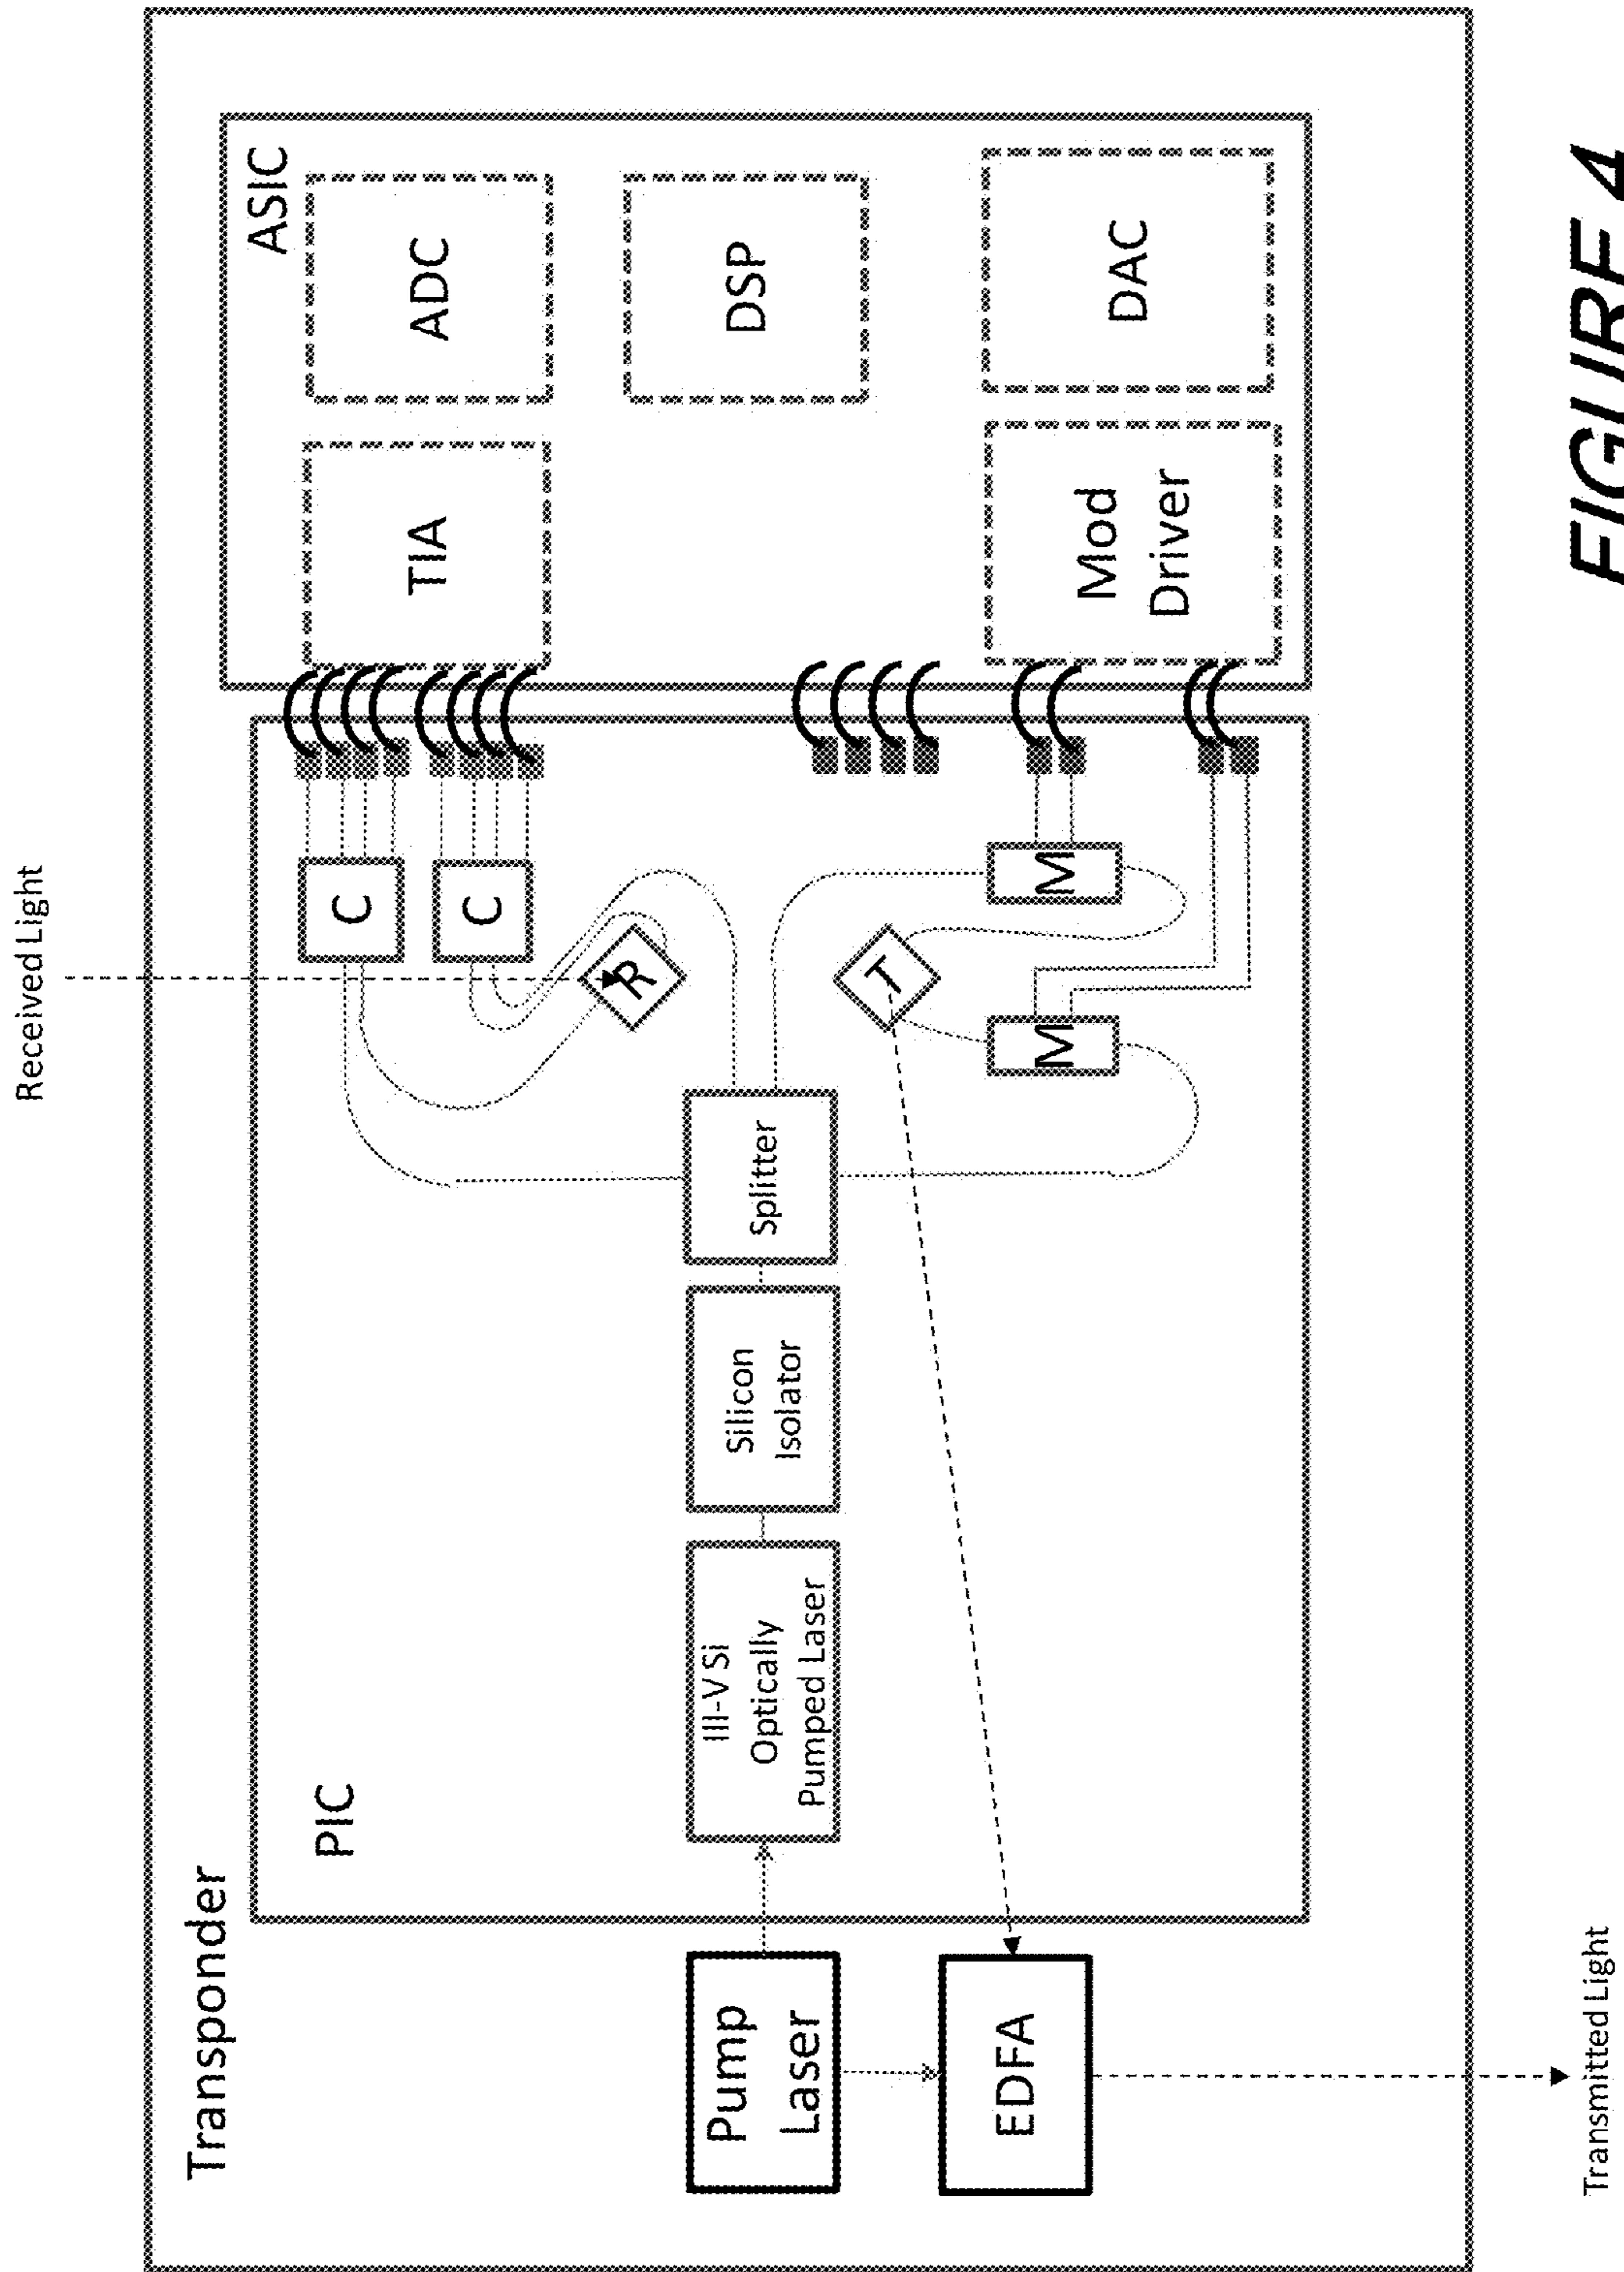 Received Light
Transponder
PIC
ASIC
C
C
TIA
ADC
R
Pump
Laser
III-V Si
Optically
Pumped Laser
Silicon
Isolator
Splitter
DSP
T
EDFA
M
M
Mod
Driver
DAC
Transmitted Light
FIGURE 4